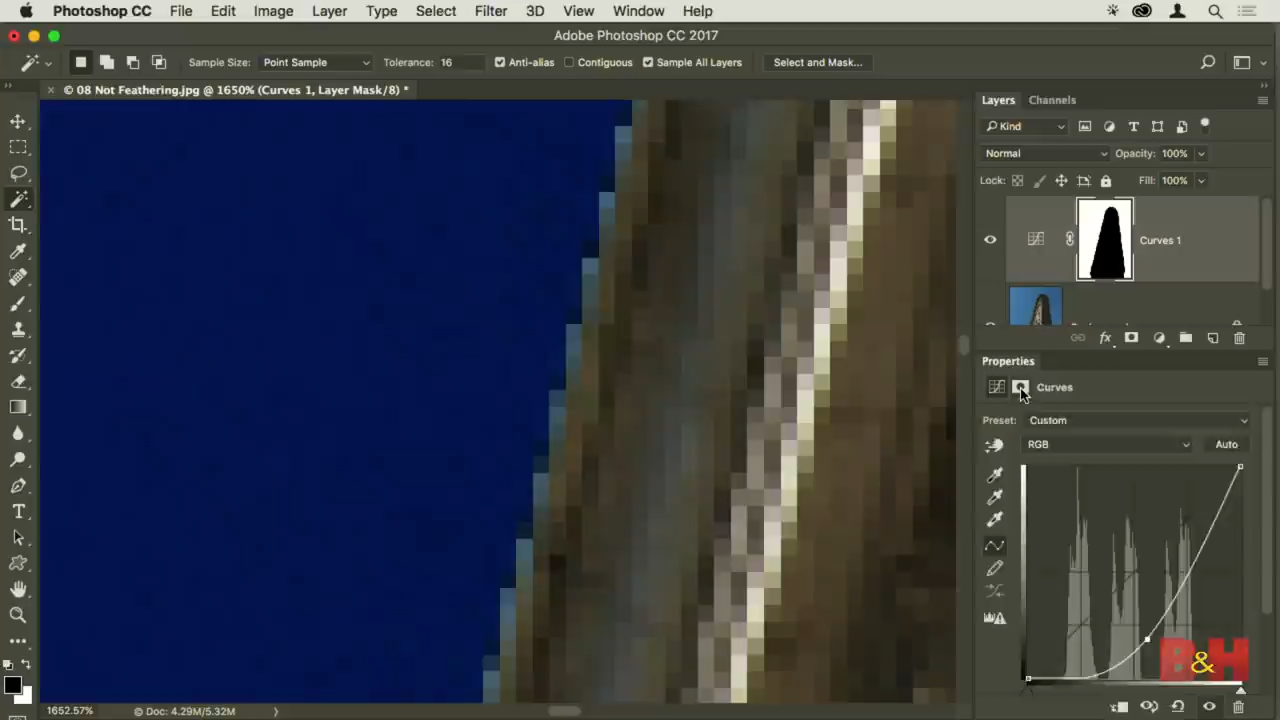 Photoshop CC File Edit Image Layer Type Select Filter 3D View Window Help
Adobe Photoshop CC 2017
Sample Size: Point Sample Tolerance: 16 Anti-alias Contiguous Sample All Layers Select and Mask...
© 08 Not Feathering.jpg @ 1650% (Curves 1, Layer Mask/8) *
Layers Channels
Kind
Normal Opacity: 100%
Lock: Fill: 100%
Curves 1
fx
Properties
Curves
Preset: Custom
RGB Auto
B&H
1652.57% Doc: 4.29M/5.32M